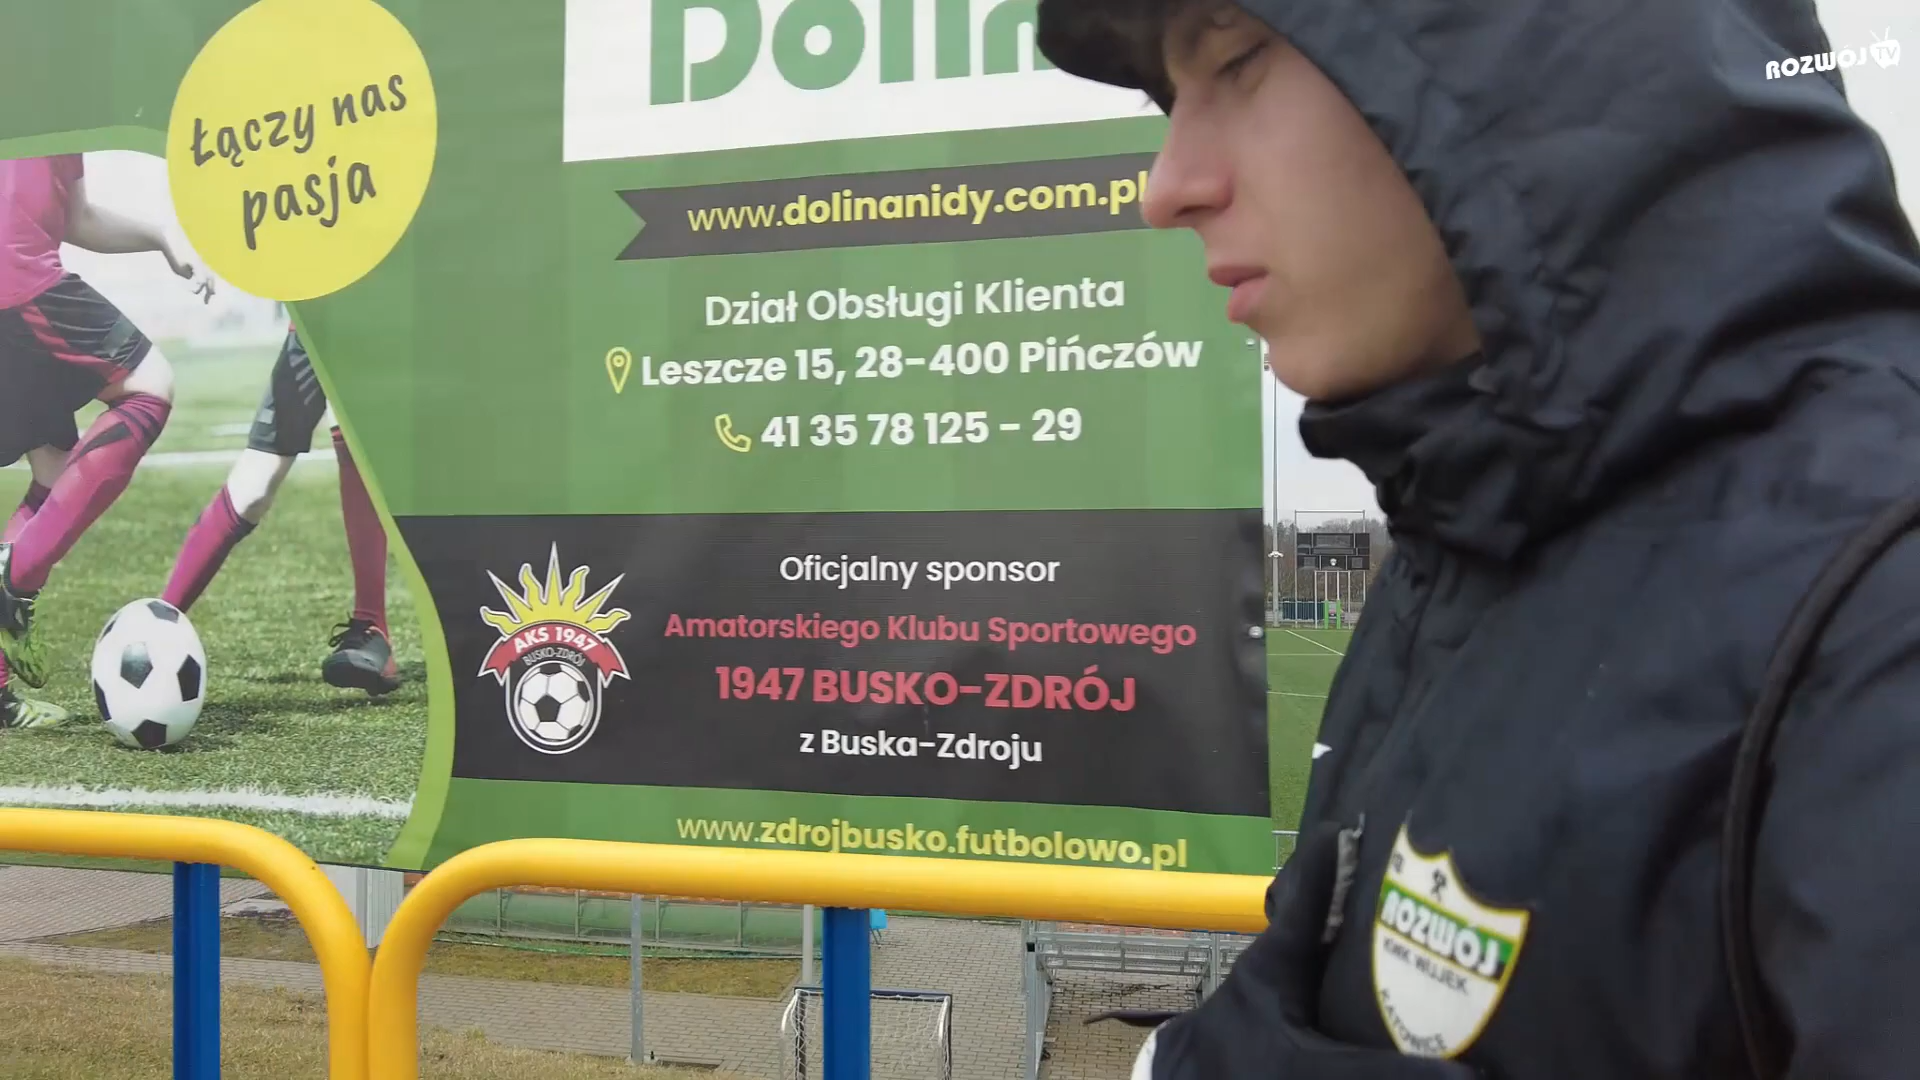 ROZWÓJ TV
Łączy nas
pasja
Dolin
www.dolinanidy.com.pl
Dział Obsługi Klienta
Leszcze 15, 28-400 Pińczów
41 35 78 125 - 29
Oficjalny sponsor
Amatorskiego Klubu Sportowego
1947 BUSKO-ZDRÓJ
z Buska-Zdroju
AKS 1947
BUSKO-ZDRÓJ
www.zdrojbusko.futbolowo.pl
ROZWÓJ
KWK WUJEK
KATOWICE